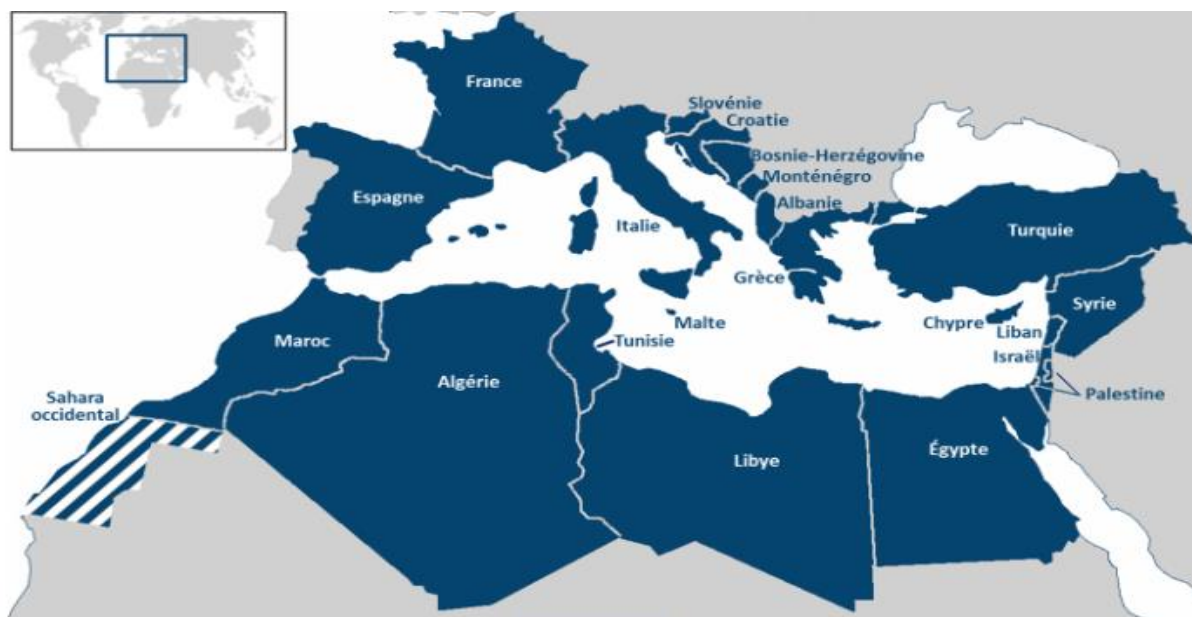 France
Slovénie
Croatie
Bosnie-Herzégovine
Monténégro
Albanie
Espagne
Italie
Turquie
Grèce
Syrie
Malte
Chypre
Liban
Tunisie
Israël
Maroc
Algérie
Palestine
Sahara
occidental
Libye
Égypte